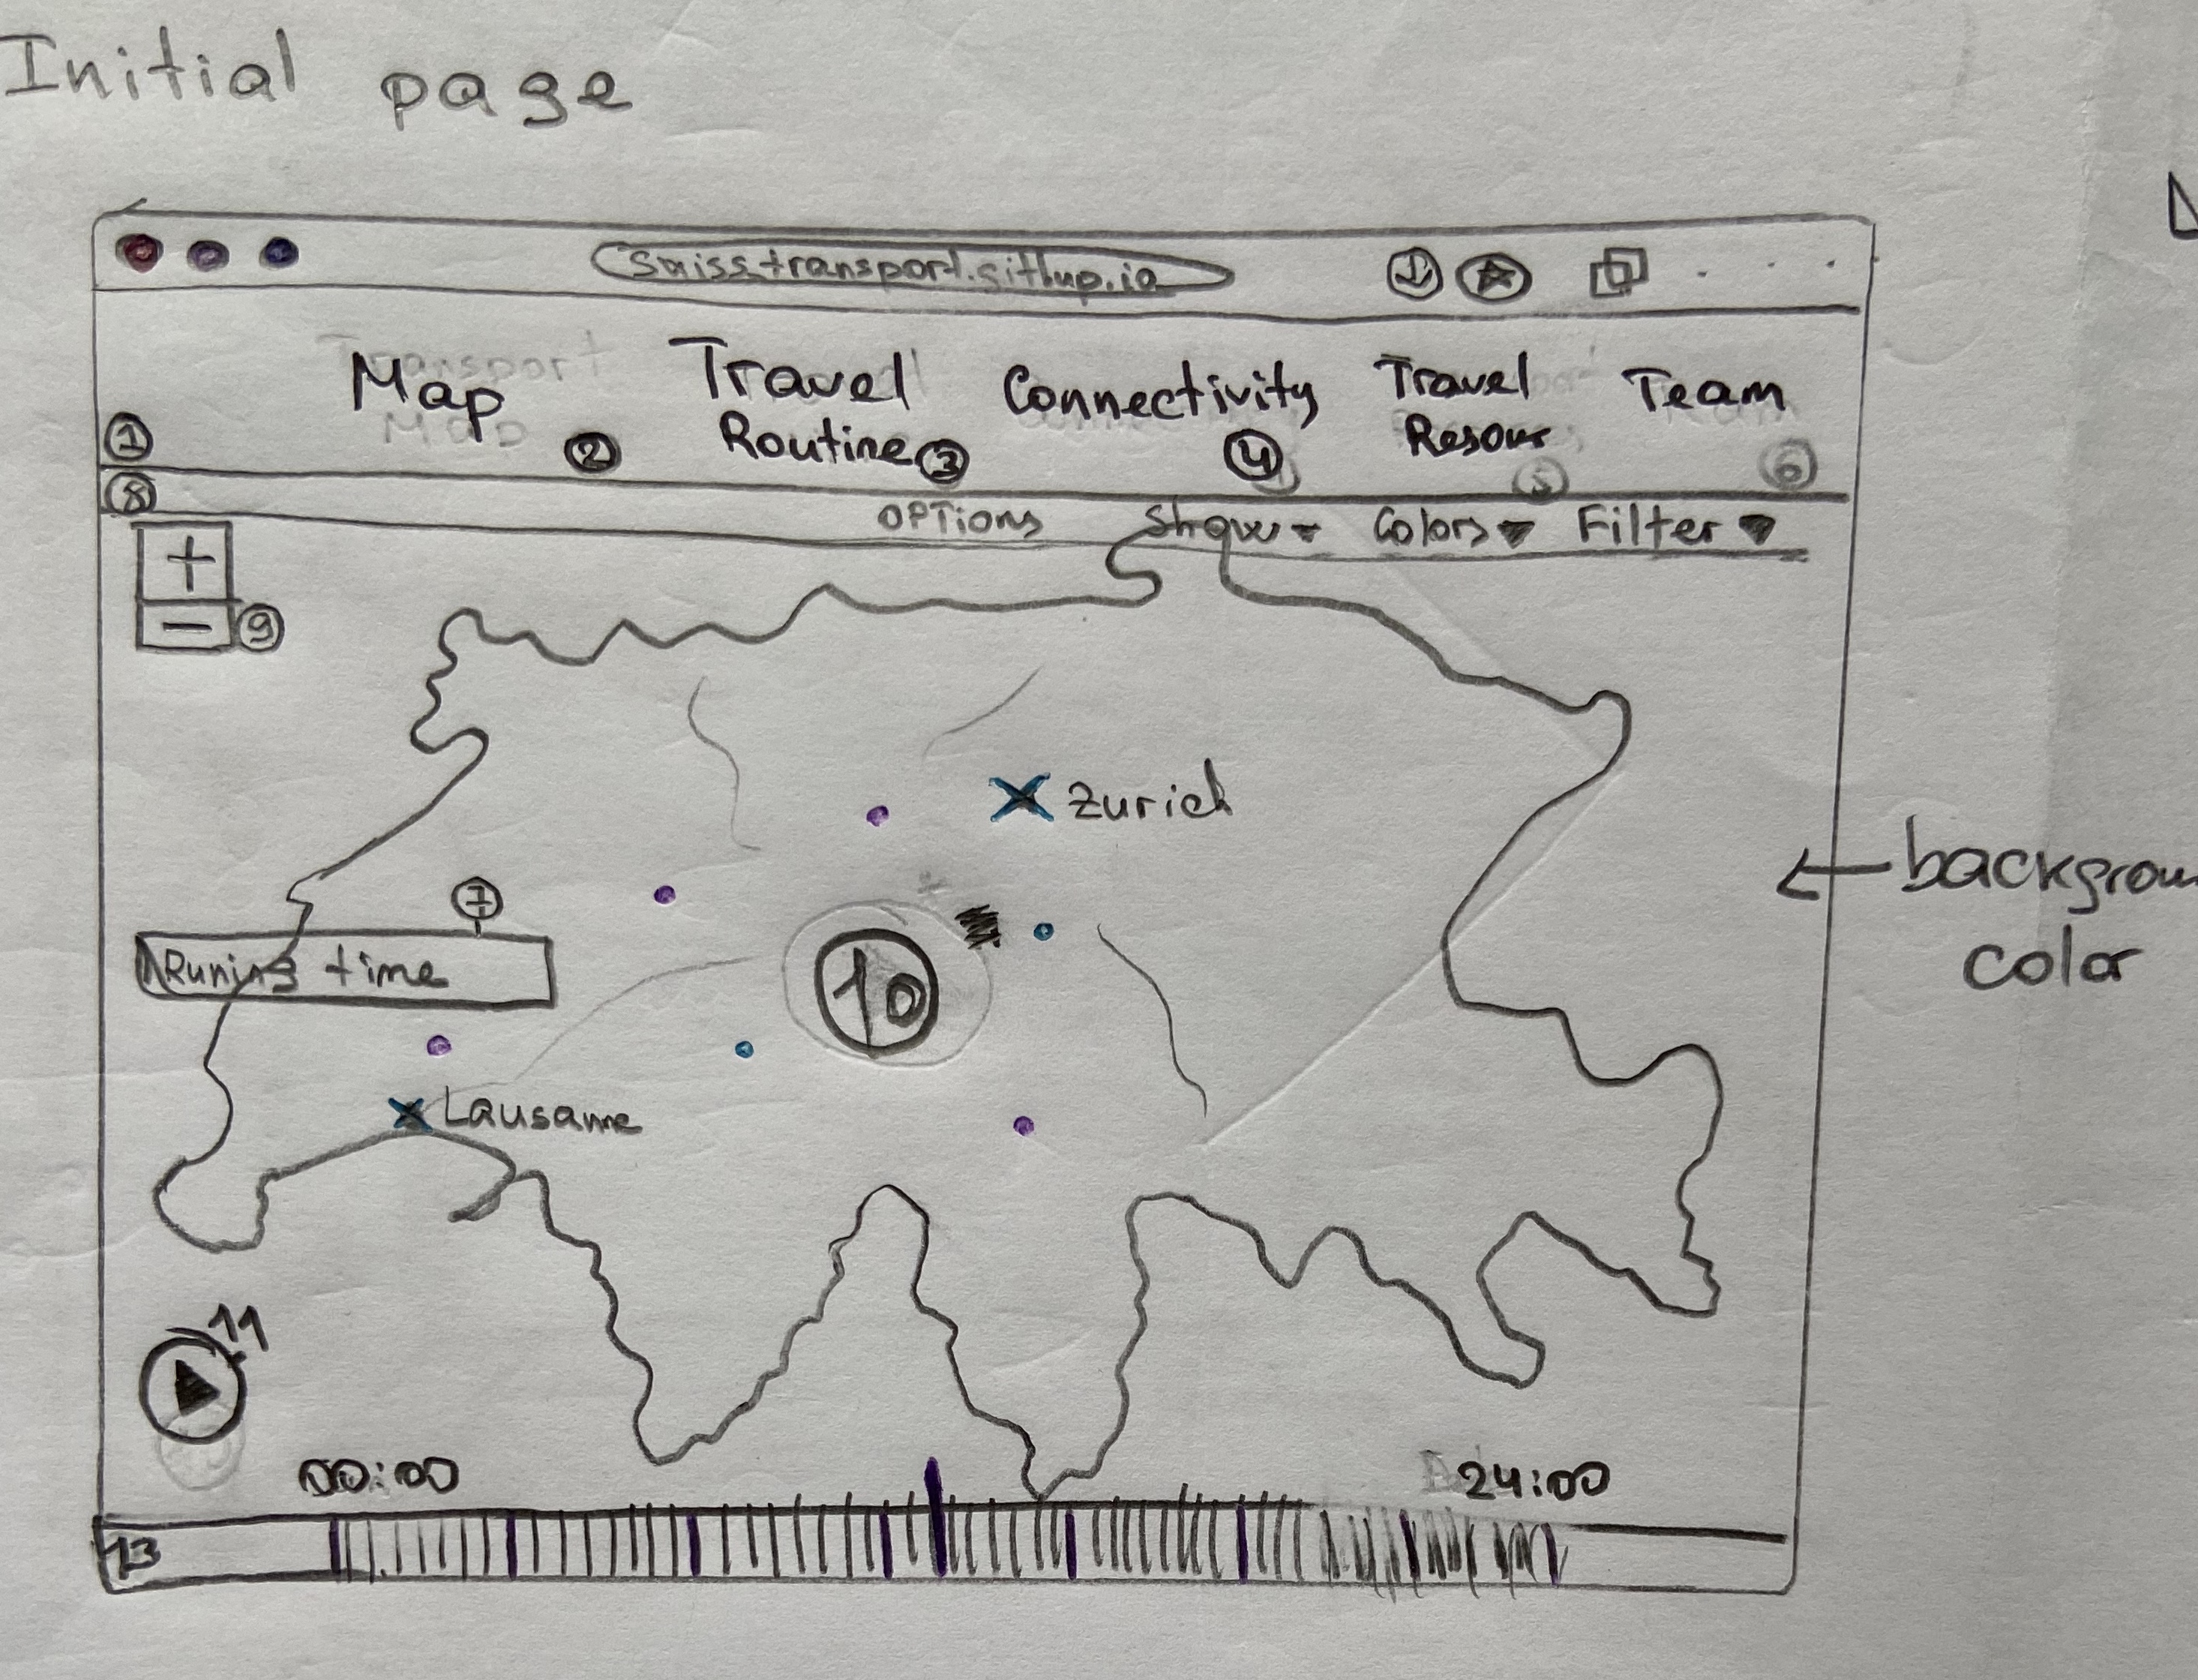 Initial page
swisstransport.githup.io
Map
Travel
Routine
Connectivity
Travel
Resour
Team
1
2
3
4
5
6
8
OPTIONS Show Colors Filter
+
−
9
Zurich
7
Runing time
10
Lausanne
backgroun
color
11
00:00
24:00
13